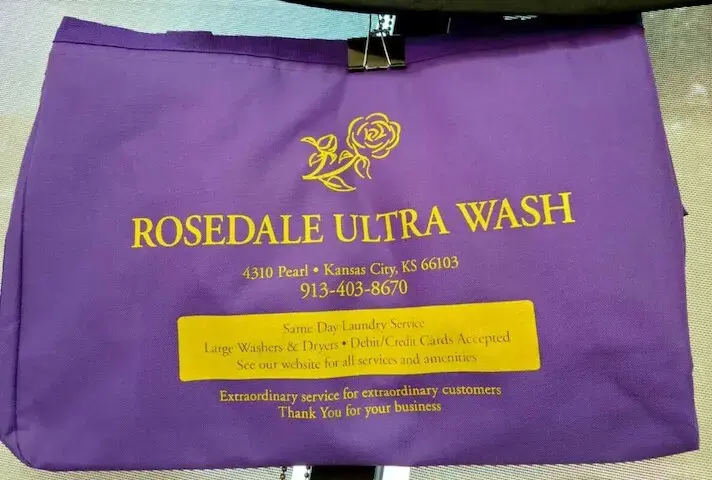 ROSEDALE ULTRA WASH
4310 Pearl • Kansas City, KS 66103
913-403-8670
Same Day Laundry Service
Large Washers & Dryers • Debit/Credit Cards Accepted
See our website for all services and amenities
Extraordinary service for extraordinary customers
Thank You for your business